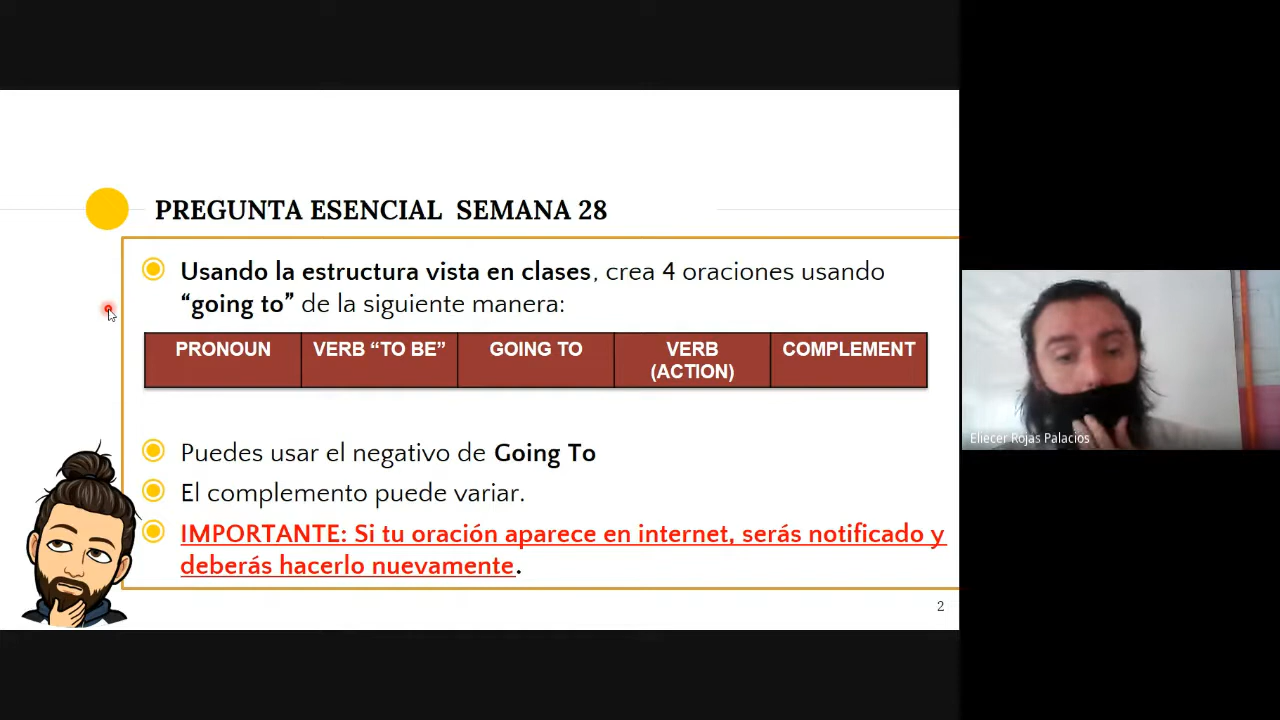 PREGUNTA ESENCIAL SEMANA 28
Usando la estructura vista en clases, crea 4 oraciones usando
“going to” de la siguiente manera:
PRONOUN VERB “TO BE” GOING TO VERB COMPLEMENT
(ACTION)
Puedes usar el negativo de Going To
El complemento puede variar.
IMPORTANTE: Si tu oración aparece en internet, serás notificado y
deberás hacerlo nuevamente.
2
Eliecer Rojas Palacios